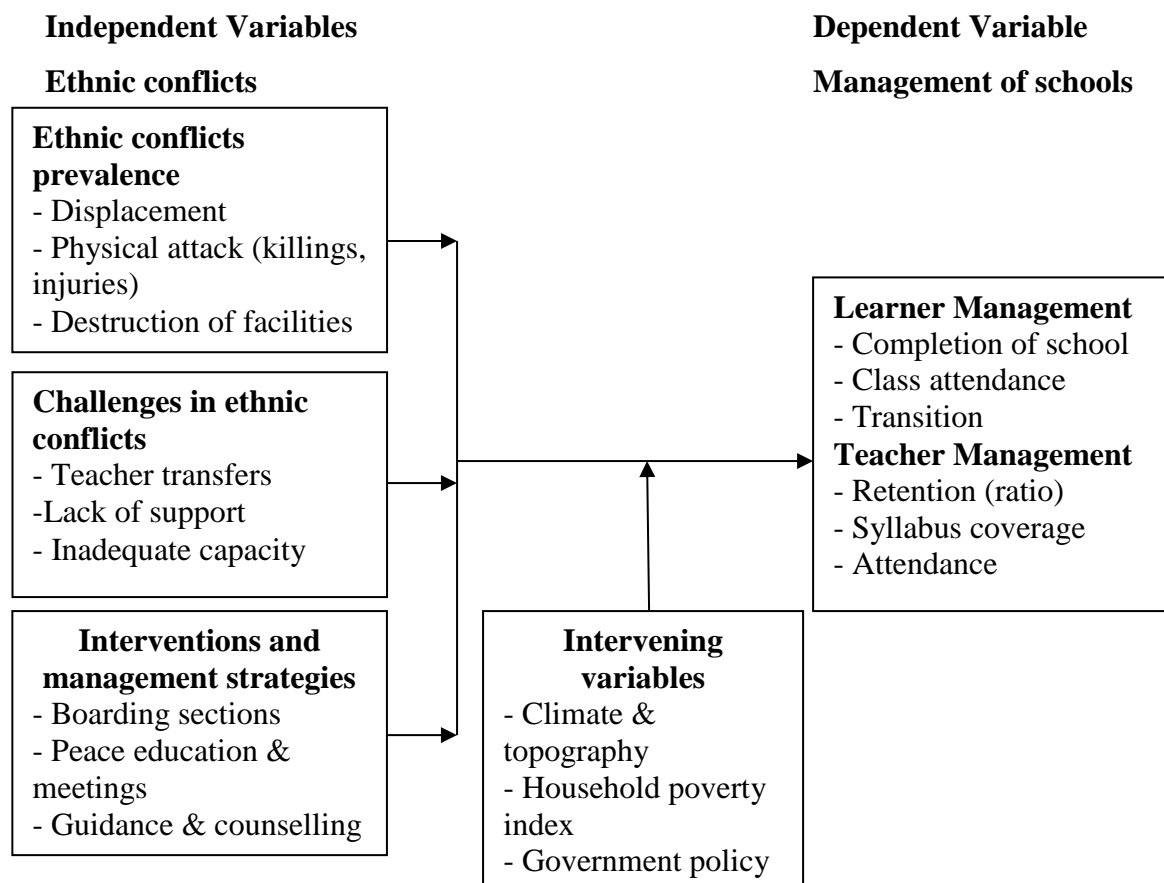 Independent Variables
Ethnic conflicts
Ethnic conflicts
prevalence
- Displacement
- Physical attack (killings,
injuries)
- Destruction of facilities
Challenges in ethnic
conflicts
- Teacher transfers
-Lack of support
- Inadequate capacity
Interventions and
management strategies
- Boarding sections
- Peace education &
meetings
- Guidance & counselling
Intervening
variables
- Climate &
topography
- Household poverty
index
- Government policy
Dependent Variable
Management of schools
Learner Management
- Completion of school
- Class attendance
- Transition
Teacher Management
- Retention (ratio)
- Syllabus coverage
- Attendance